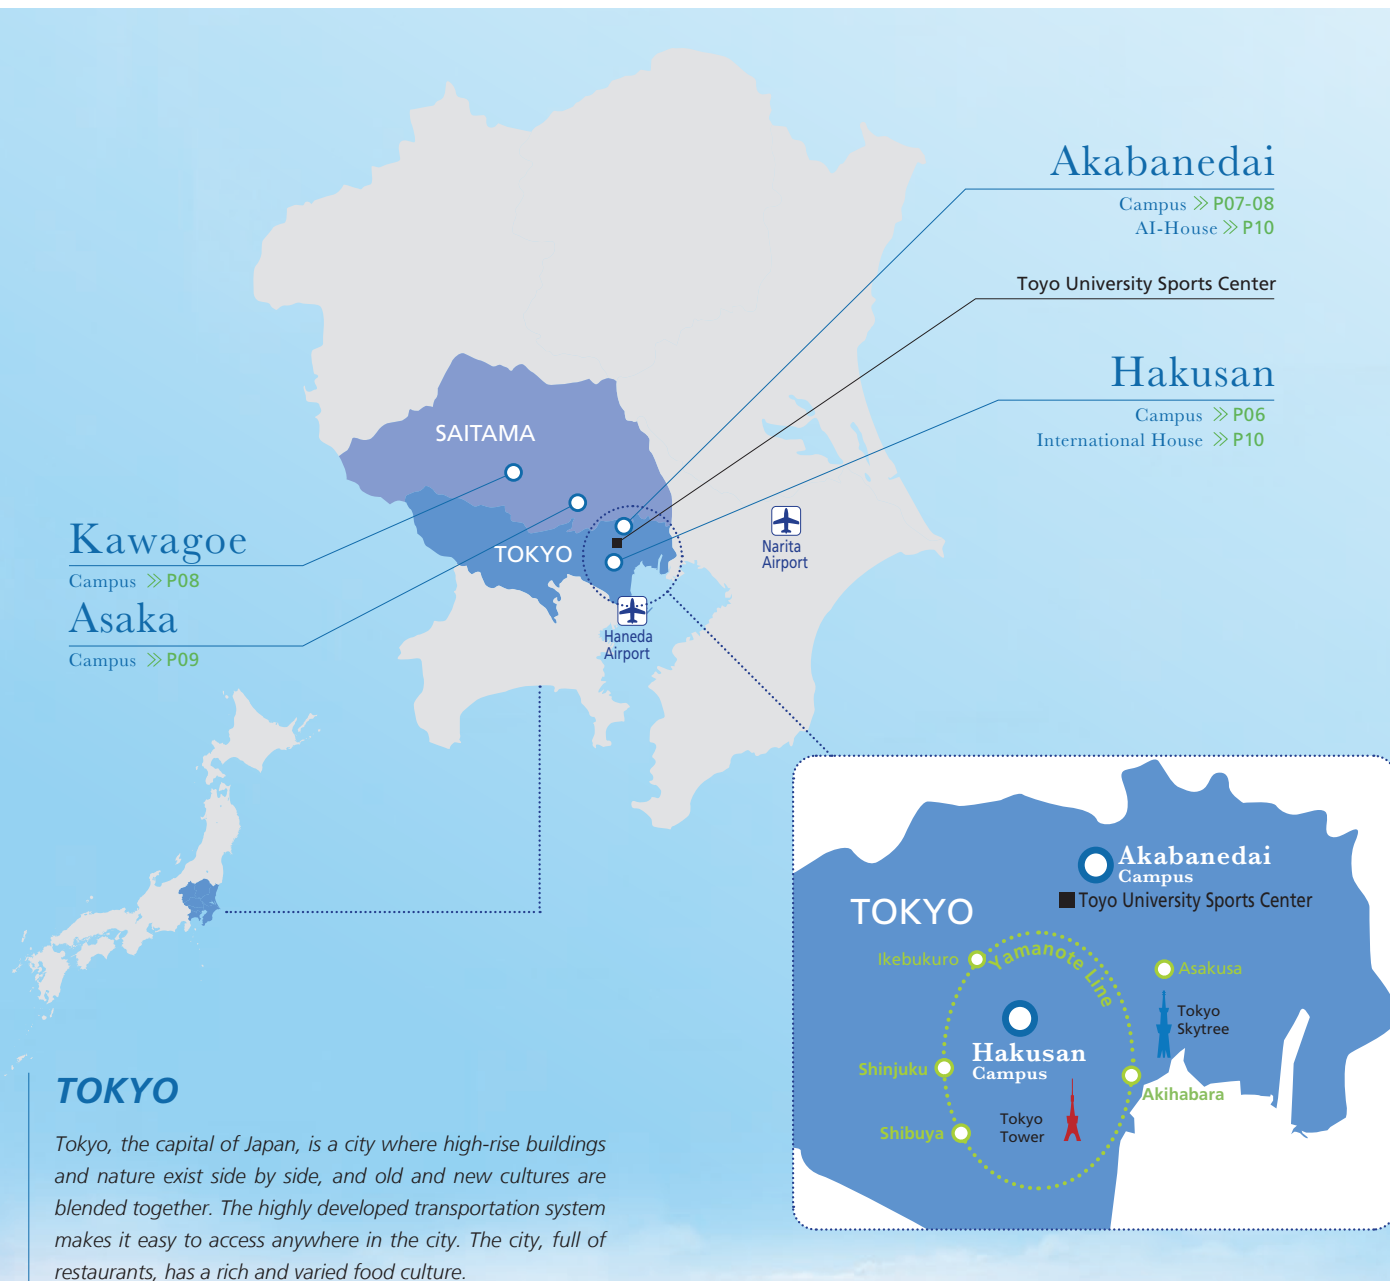 Akabanedai
Campus >> P07-08
AI-House >> P10
Toyo University Sports Center
Hakusan
Campus >> P06
International House >> P10
SAITAMA
TOKYO
Kawagoe
Campus >> P08
Asaka
Campus >> P09
Narita
Airport
Haneda
Airport
Akabanedai
Campus
Toyo University Sports Center
TOKYO
Ikebukuro
Yamanote Line
Asakusa
Tokyo
Skytree
Hakusan
Campus
Shinjuku
Akihabara
Tokyo
Tower
Shibuya
TOKYO
Tokyo, the capital of Japan, is a city where high-rise buildings
and nature exist side by side, and old and new cultures are
blended together. The highly developed transportation system
makes it easy to access anywhere in the city. The city, full of
restaurants, has a rich and varied food culture.